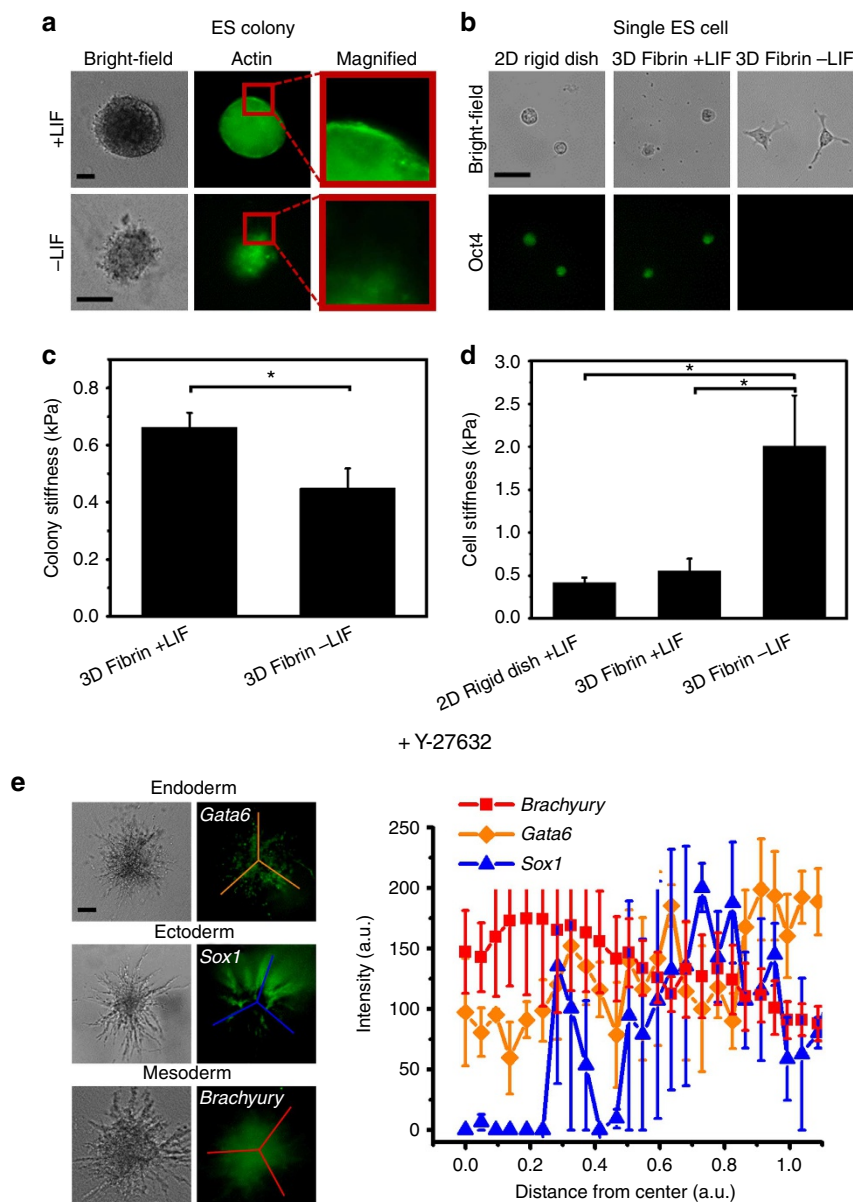 a
ES colony
Bright-field Actin Magnified
+LIF
–LIF
b
Single ES cell
2D rigid dish 3D Fibrin +LIF 3D Fibrin –LIF
Bright-field
Oct4
c
Colony stiffness (kPa)
0.8
0.6
0.4
0.2
0.0
*
3D Fibrin +LIF
3D Fibrin –LIF
d
Cell stiffness (kPa)
3.0
2.5
2.0
1.5
1.0
0.5
0.0
*
*
2D Rigid dish +LIF
3D Fibrin +LIF
3D Fibrin –LIF
+ Y-27632
e
Endoderm
Gata6
Ectoderm
Sox1
Mesoderm
Brachyury
Brachyury
Gata6
Sox1
Intensity (a.u.)
250
200
150
100
50
0
0.0 0.2 0.4 0.6 0.8 1.0
Distance from center (a.u.)